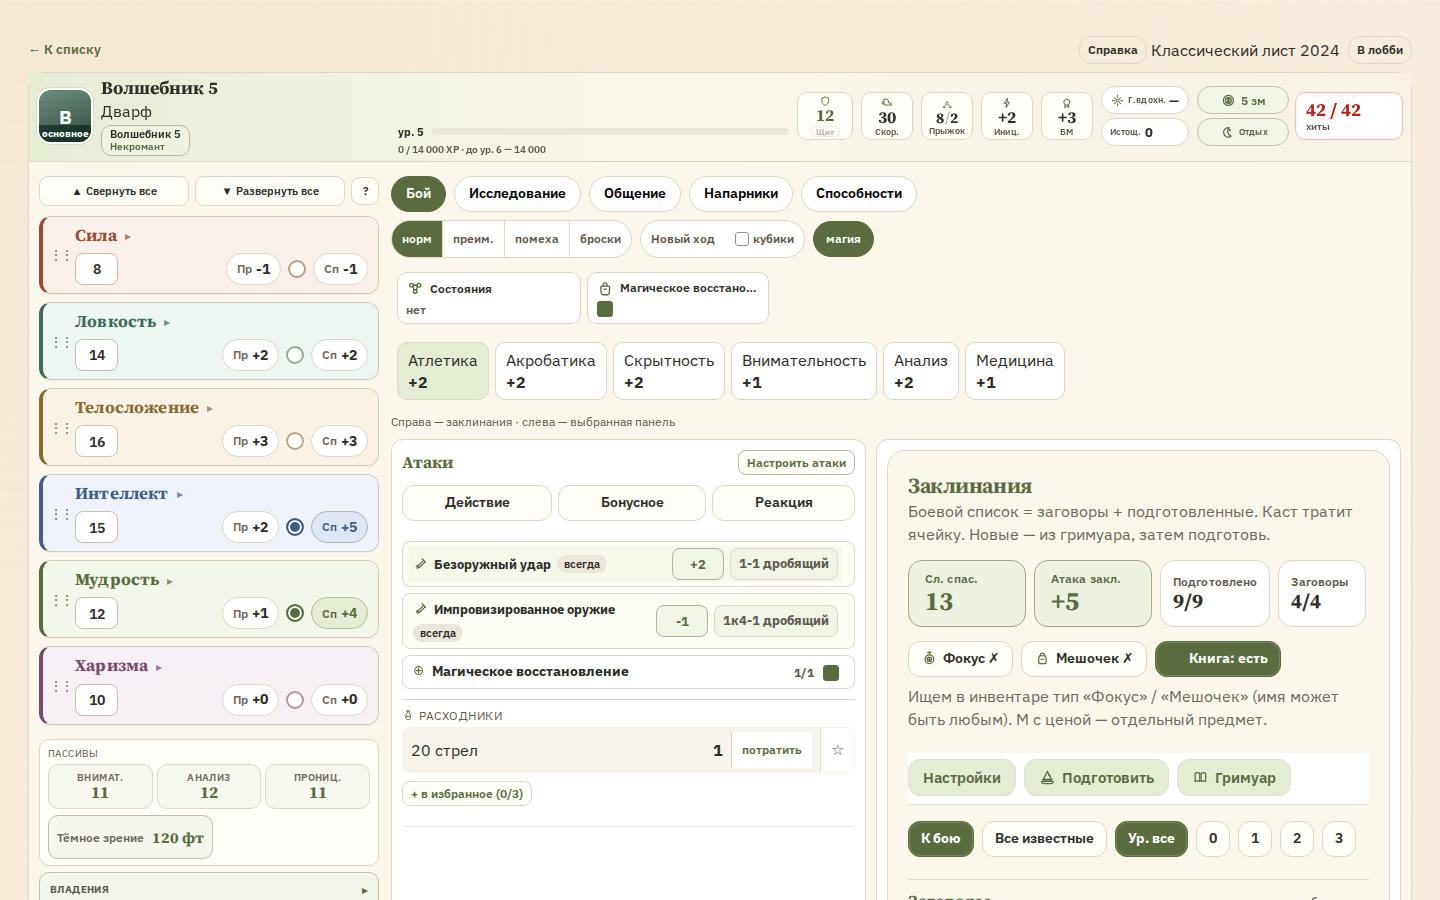 ← К списку
Справка Классический лист 2024 В лобби
В
основное
Волшебник 5
Дварф
Волшебник 5
Некромант
ур. 5
0 / 14 000 XP · до ур. 6 — 14 000
12
Щит
30
Скор.
8/2
Прыжок
+2
Иниц.
+3
БМ
Г.вдохн. —
Истощ. 0
5 зм
Отдых
42 / 42
хиты
▲ Свернуть все ▼ Развернуть все ?
Сила ▸
8 Пр -1 Сп -1
Ловкость ▸
14 Пр +2 Сп +2
Телосложение ▸
16 Пр +3 Сп +3
Интеллект ▸
15 Пр +2 Сп +5
Мудрость ▸
12 Пр +1 Сп +4
Харизма ▸
10 Пр +0 Сп +0
ПАССИВЫ
ВНИМАТ. АНАЛИЗ ПРОНИЦ.
11 12 11
Тёмное зрение 120 фт
ВЛАДЕНИЯ ▸
Бой Исследование Общение Напарники Способности
норм преим. помеха броски Новый ход кубики магия
Состояния
нет
Магическое восстано...
Атлетика Акробатика Скрытность Внимательность Анализ Медицина
+2 +2 +2 +1 +2 +1
Справа — заклинания · слева — выбранная панель
Атаки Настроить атаки
Действие Бонусное Реакция
Безоружный удар всегда +2 1-1 дробящий
Импровизированное оружие
всегда
-1 1к4-1 дробящий
Магическое восстановление 1/1
РАСХОДНИКИ
20 стрел 1 потратить ☆
+ в избранное (0/3)
Заклинания
Боевой список = заговоры + подготовленные. Каст тратит
ячейку. Новые — из гримуара, затем подготовь.
Сл. спас. Атака закл. Подготовлено Заговоры
13 +5 9/9 4/4
Фокус ✗ Мешочек ✗ Книга: есть
Ищем в инвентаре тип «Фокус» / «Мешочек» (имя может
быть любым). М с ценой — отдельный предмет.
Настройки Подготовить Гримуар
К бою Все известные Ур. все 0 1 2 3